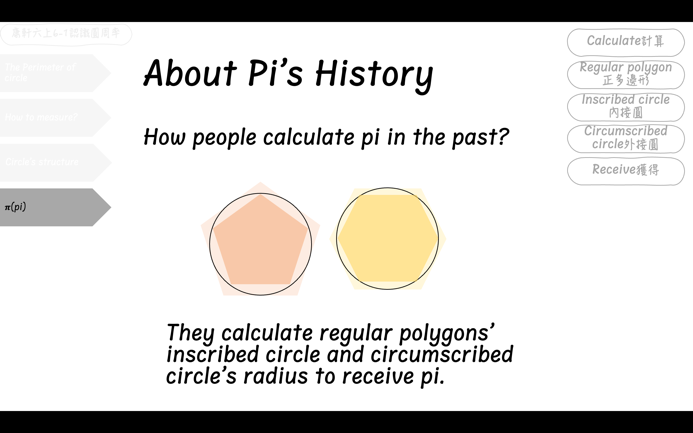 康軒六上6-1認識圓周率
The Perimeter of
circle
How to measure?
Circle's structure
π(pi)
About Pi's History
How people calculate pi in the past?
They calculate regular polygons'
inscribed circle and circumscribed
circle's radius to receive pi.
Calculate計算
Regular polygon
正多邊形
Inscribed circle
內接圓
Circumscribed
circle外接圓
Receive獲得